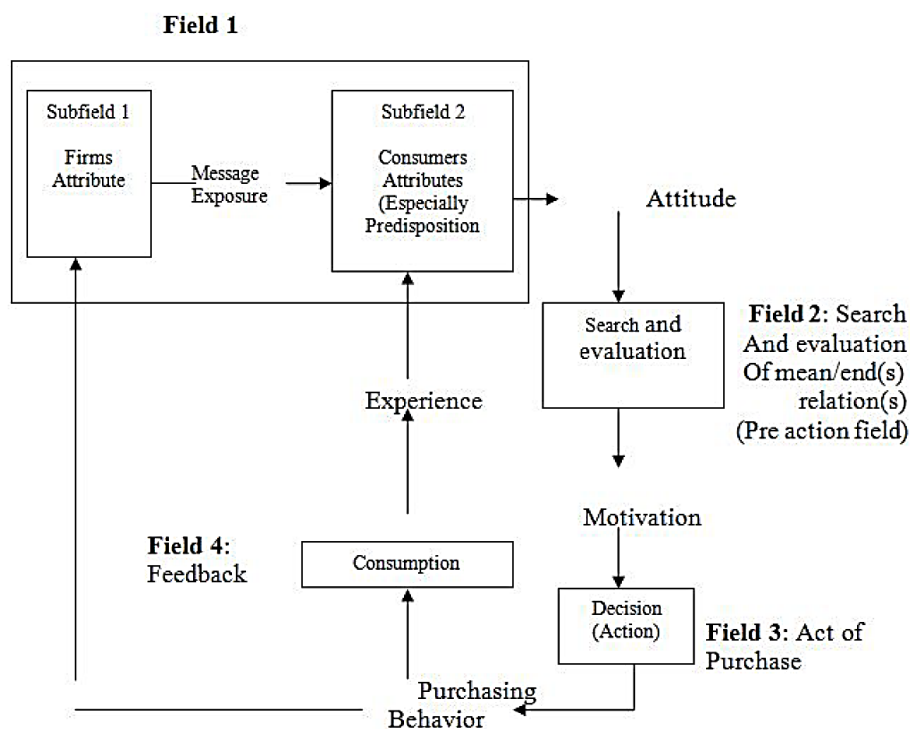 Field 1
Subfield 1
Firms
Attribute
Message
Exposure
Subfield 2
Consumers
Attributes
(Especially
Predisposition
Attitude
Search and
evaluation
Field 2: Search
And evaluation
Of mean/end(s)
relation(s)
(Pre action field)
Experience
Motivation
Field 4:
Feedback
Consumption
Decision
(Action)
Field 3: Act of
Purchase
Purchasing
Behavior